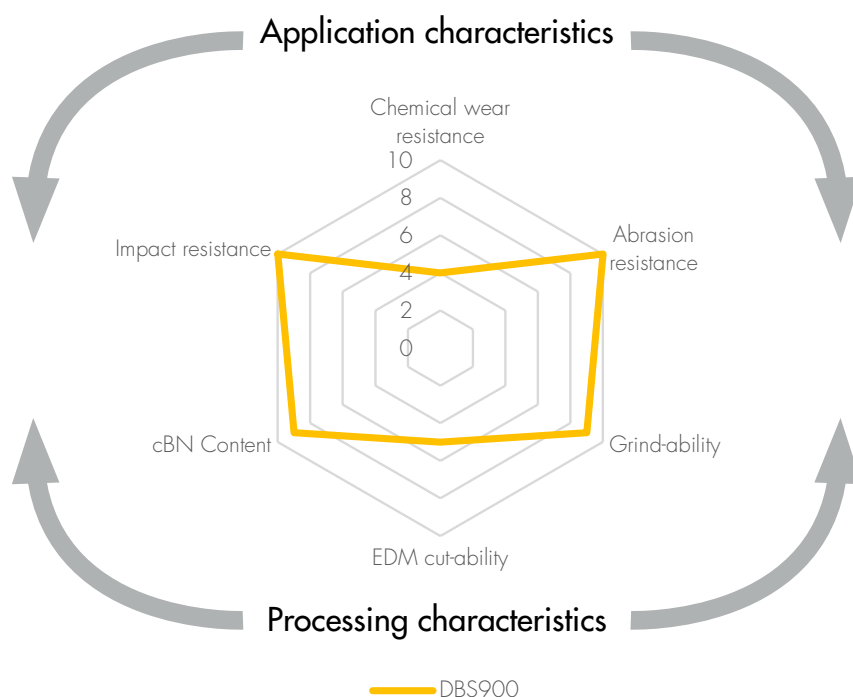 Application characteristics
Chemical wear
resistance
10
8
6
4
2
0
Impact resistance
Abrasion
resistance
cBN Content
Grind-ability
EDM cut-ability
Processing characteristics
DBS900